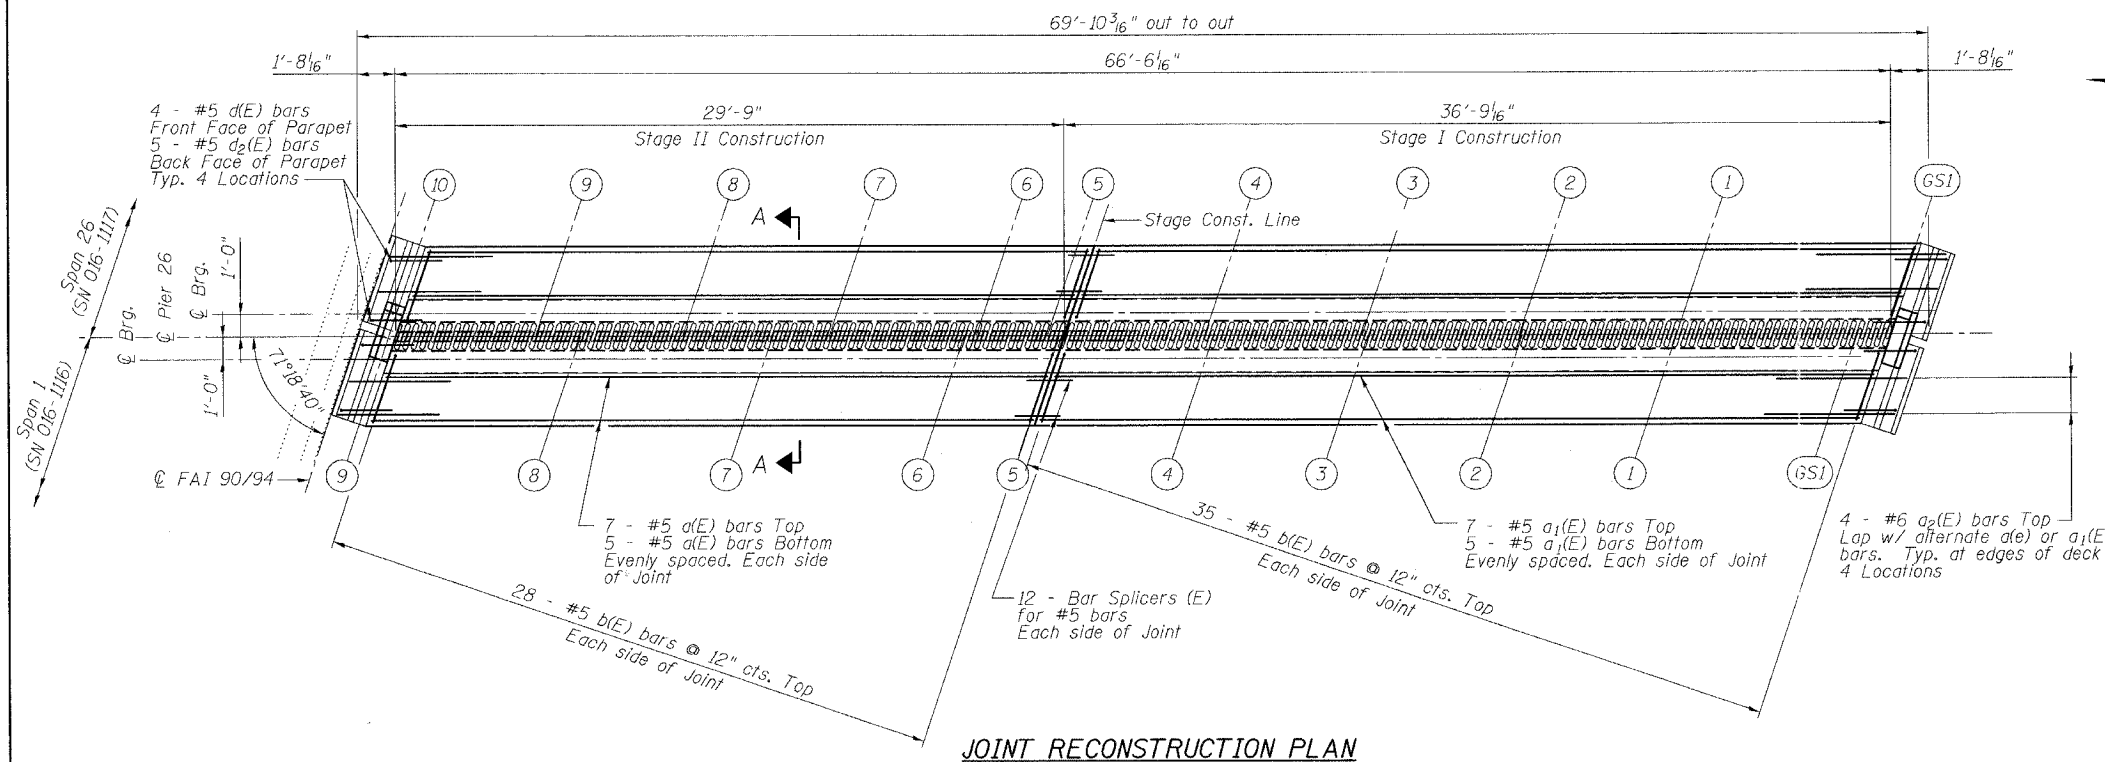 69'-10 3/16" out to out
1'-8 1/16"
66'-6 1/16"
1'-8 1/16"
4 - #5 d(E) bars
Front Face of Parapet
5 - #5 d2(E) bars
Back Face of Parapet
Typ. 4 Locations
29'-9"
Stage II Construction
36'-9 1/16"
Stage I Construction
10
9
8
7
6
5
4
3
2
1
GS1
A
Stage Const. Line
Span 26
(SN 016-1117)
℄ Brg.
℄ Pier 26
℄ Brg.
1'-0"
1'-0"
71°18'40"
Span 1
(SN 016-1116)
℄ FAI 90/94
9
8
7
A
6
5
4
3
2
1
GS1
7 - #5 a(E) bars Top
5 - #5 a(E) bars Bottom
Evenly spaced. Each side
of Joint
28 - #5 b(E) bars @ 12" cts. Top
Each side of Joint
12 - Bar Splicers (E)
for #5 bars
Each side of Joint
35 - #5 b(E) bars @ 12" cts. Top
Each side of Joint
7 - #5 a1(E) bars Top
5 - #5 a1(E) bars Bottom
Evenly spaced. Each side of Joint
4 - #6 a2(E) bars Top
Lap w/ alternate a(e) or a1(E
bars. Typ. at edges of deck
4 Locations
JOINT RECONSTRUCTION PLAN